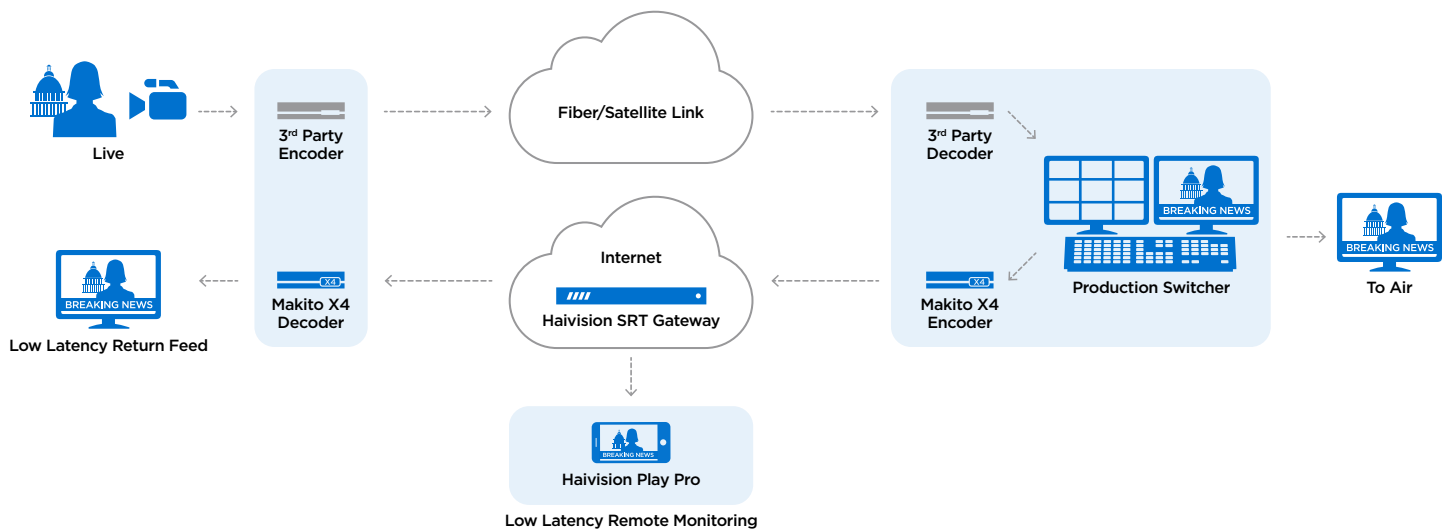 Live
3rd Party
Encoder
Fiber/Satellite Link
3rd Party
Decoder
BREAKING NEWS
Production Switcher
BREAKING NEWS
To Air
X4
Makito X4
Encoder
Internet
Haivision SRT Gateway
X4
Makito X4
Decoder
BREAKING NEWS
Low Latency Return Feed
BREAKING NEWS
Haivision Play Pro
Low Latency Remote Monitoring